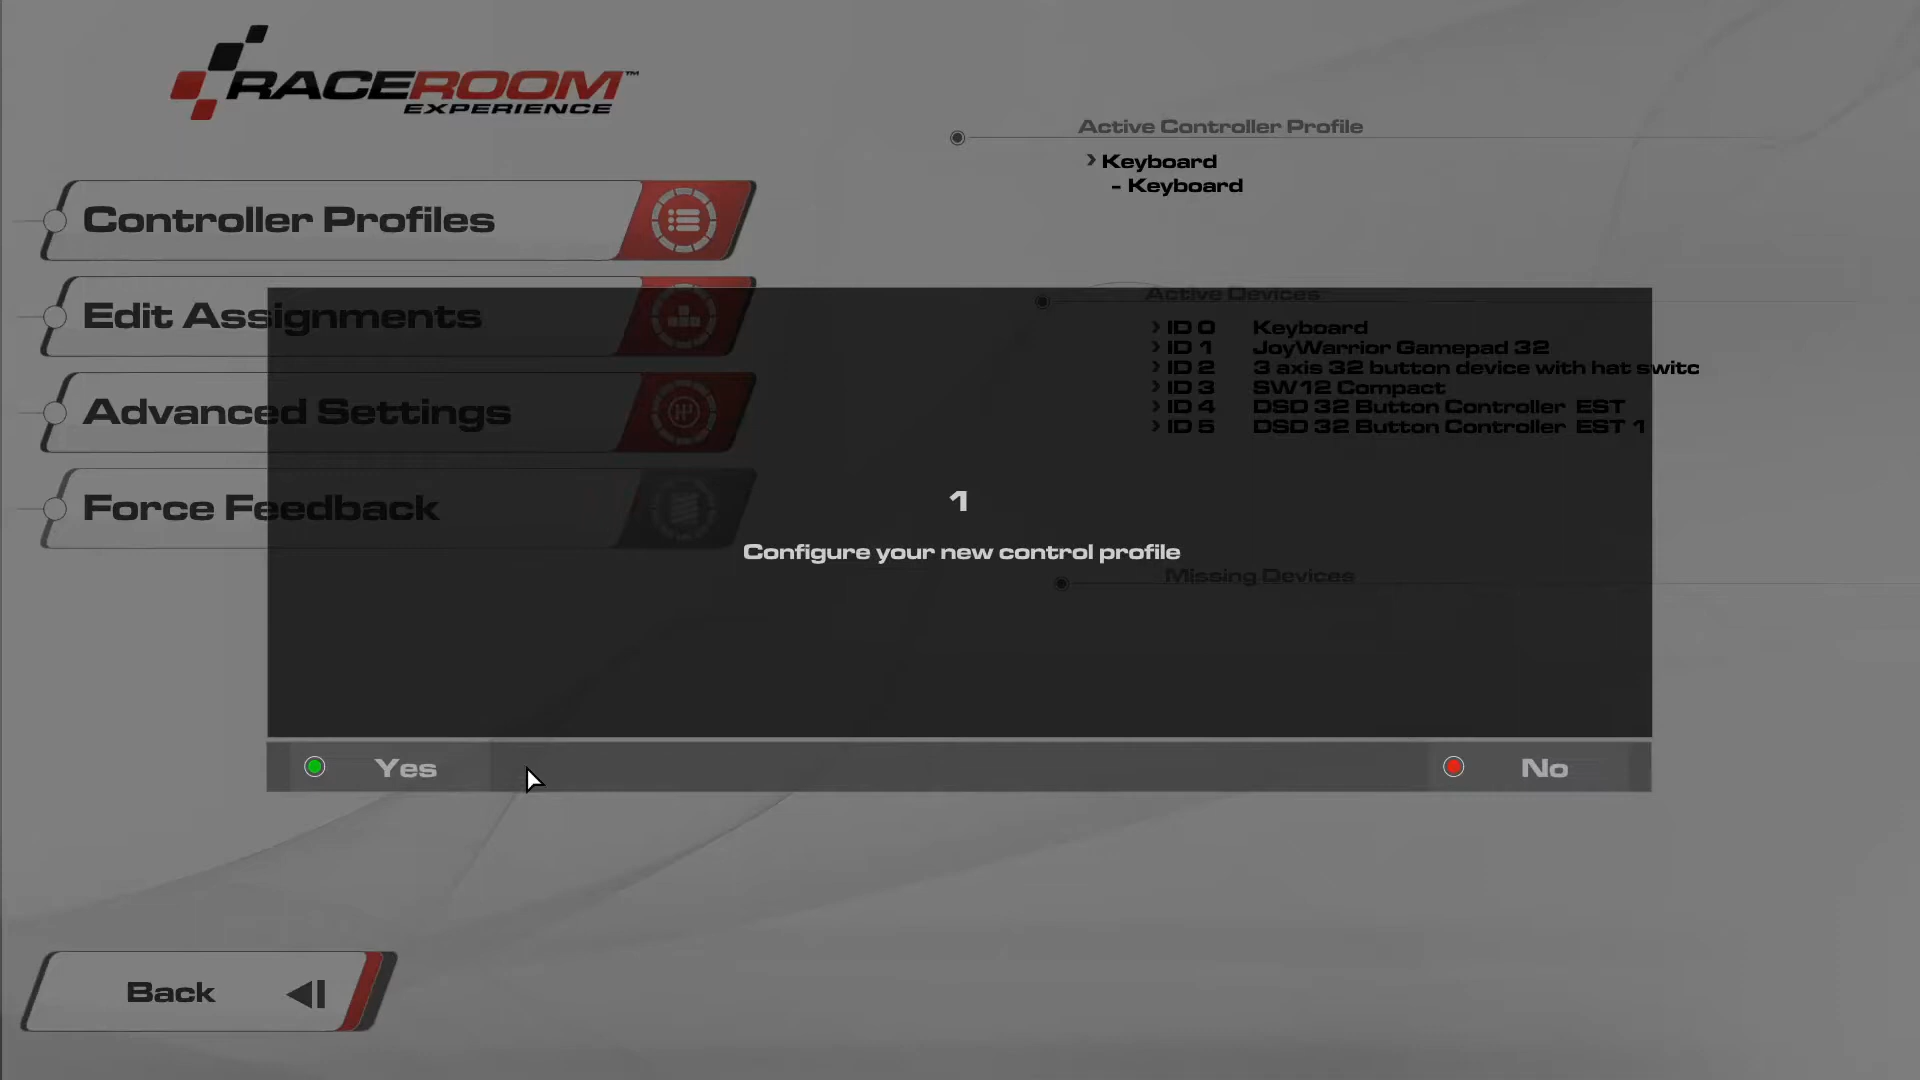 RACEROOM™
EXPERIENCE
Controller Profiles
Edit Assignments
Advanced Settings
Force Feedback
Active Controller Profile
Keyboard
- Keyboard
Active Devices
ID 0 Keyboard
ID 1 JoyWarrior Gamepad 32
ID 2 3 axis 32 button device with hat switc
ID 3 SW12 Compact
ID 4 DSD 32 Button Controller EST
ID 5 DSD 32 Button Controller EST 1
1
Configure your new control profile
Missing Devices
Yes
No
Back